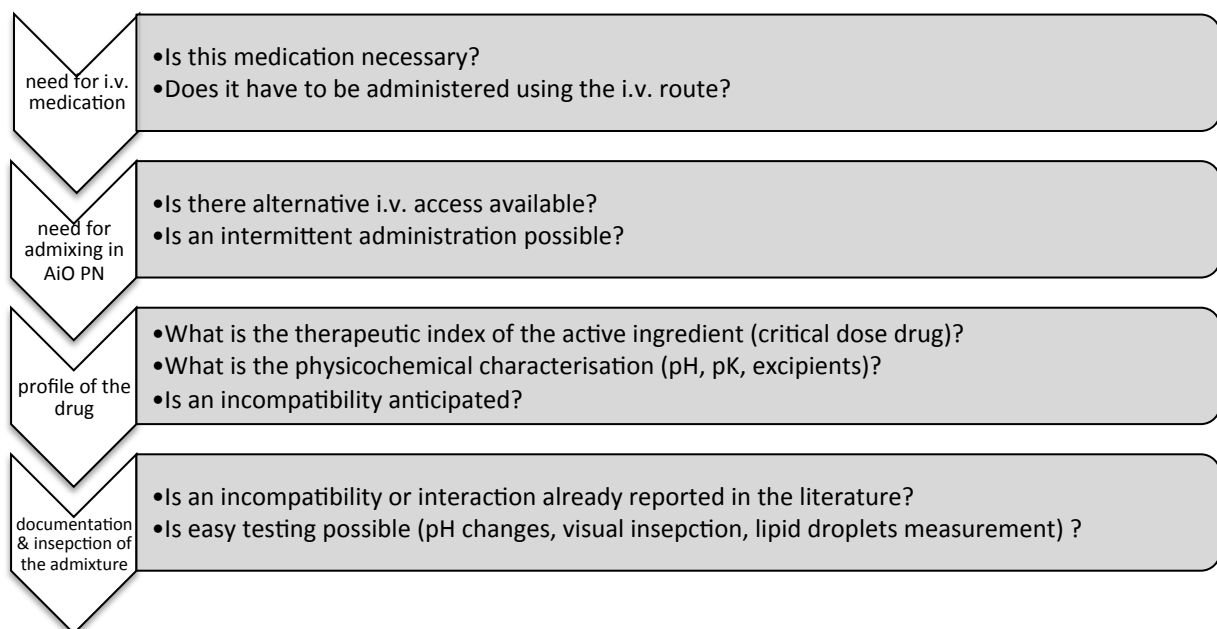 need for i.v.
medication
•Is this medication necessary?
•Does it have to be administered using the i.v. route?
need for
admixing in
AiO PN
•Is there alternative i.v. access available?
•Is an intermittent administration possible?
profile of the
drug
•What is the therapeutic index of the active ingredient (critical dose drug)?
•What is the physicochemical characterisation (pH, pK, excipients)?
•Is an incompatibility anticipated?
documentation
& insepction of
the admixture
•Is an incompatibility or interaction already reported in the literature?
•Is easy testing possible (pH changes, visual insepction, lipid droplets measurement) ?